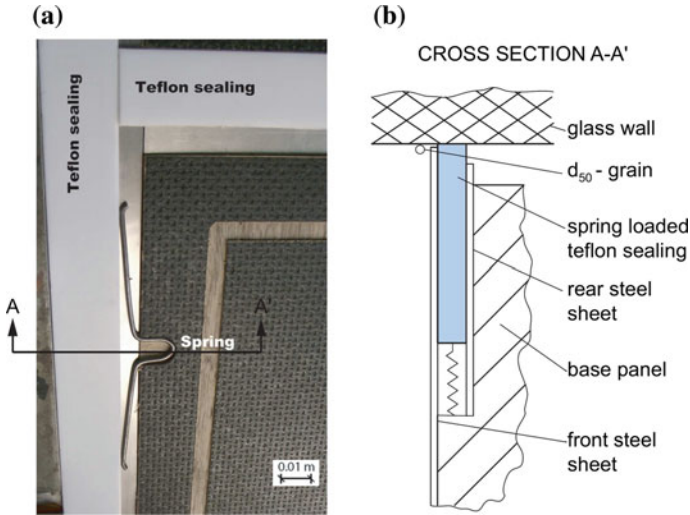 (a)
Teflon sealing
Teflon sealing
A
A'
Spring
0.01 m
(b)
CROSS SECTION A-A'
glass wall
d₅₀ - grain
spring loaded
teflon sealing
rear steel
sheet
base panel
front steel
sheet